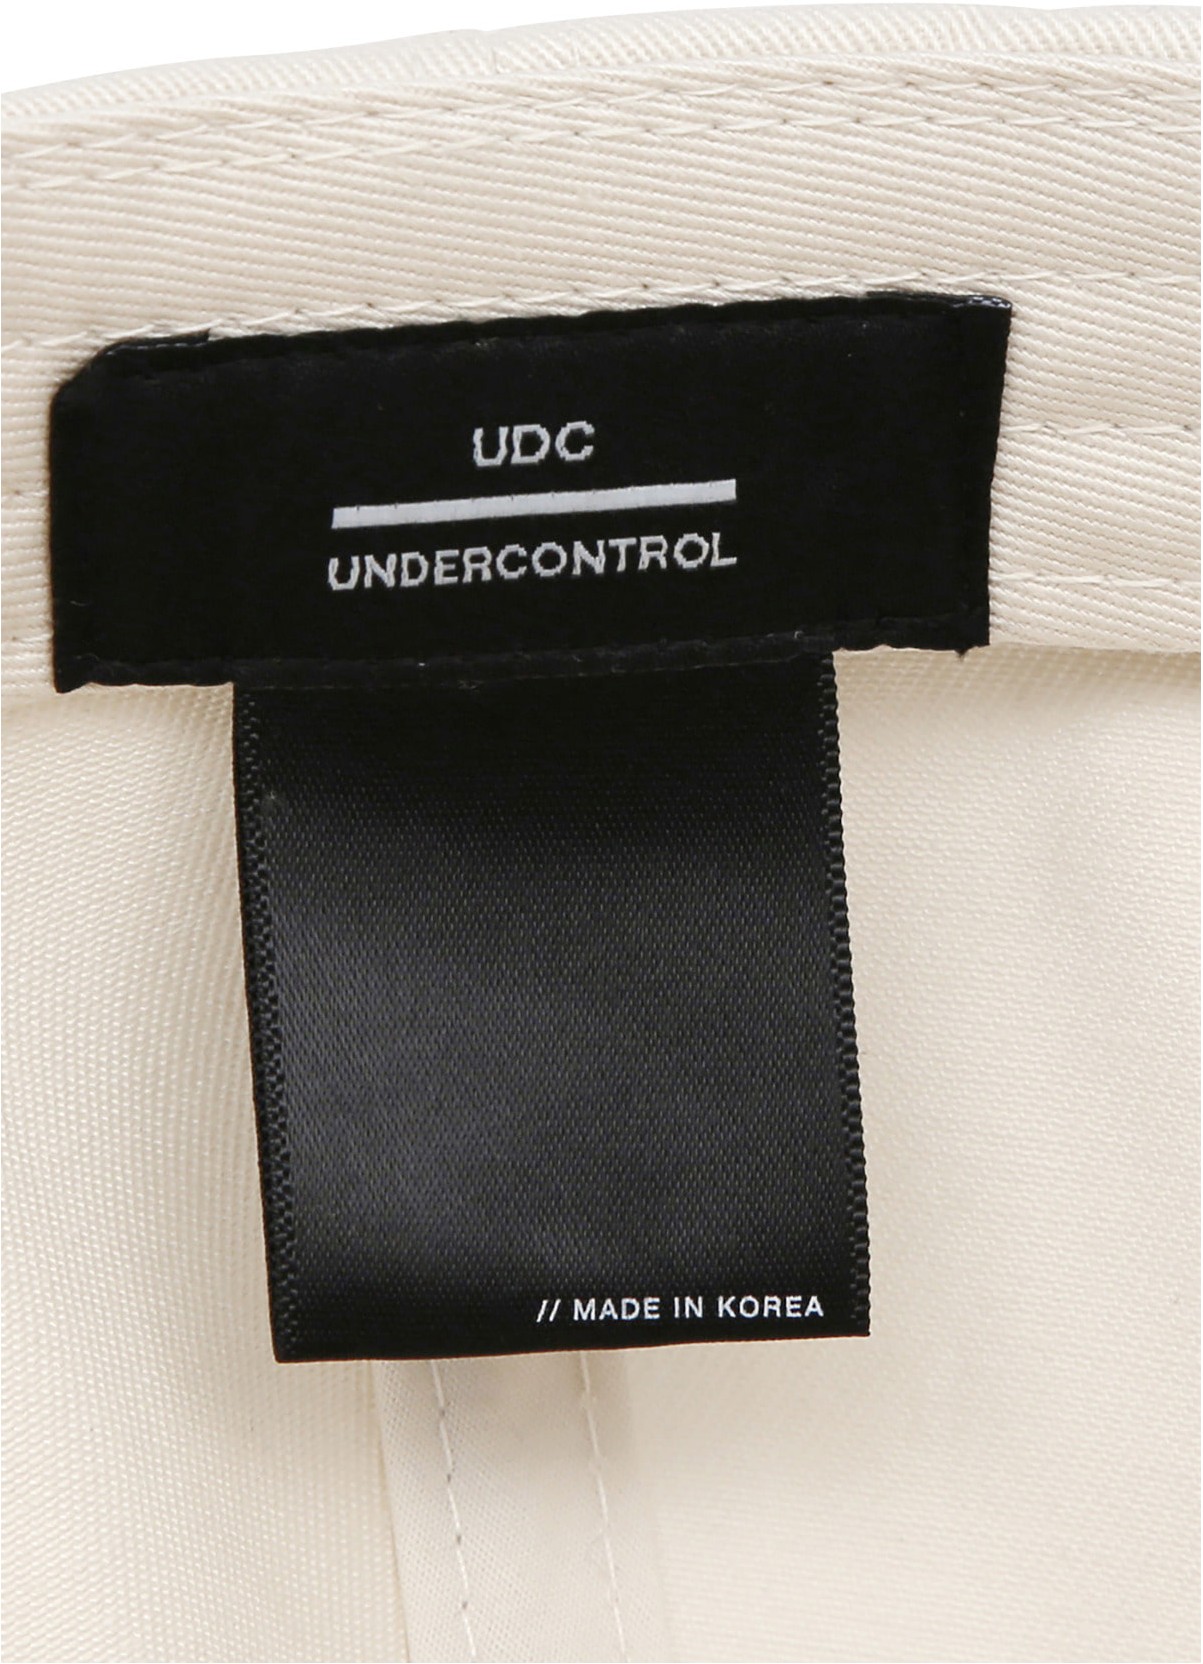 UDC
UNDERCONTROL
// MADE IN KOREA